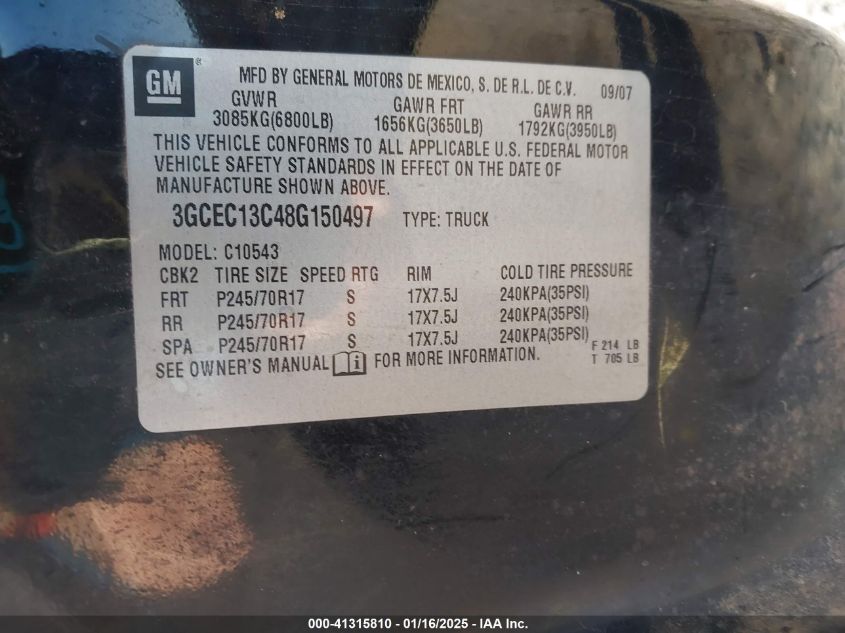 GM ®
MFD BY GENERAL MOTORS DE MEXICO, S. DE R.L. DE C.V. 09/07
GVWR GAWR FRT GAWR RR
3085KG(6800LB) 1656KG(3650LB) 1792KG(3950LB)
THIS VEHICLE CONFORMS TO ALL APPLICABLE U.S. FEDERAL MOTOR
VEHICLE SAFETY STANDARDS IN EFFECT ON THE DATE OF
MANUFACTURE SHOWN ABOVE.
3GCEC13C48G150497 TYPE: TRUCK
MODEL: C10543
CBK2 TIRE SIZE SPEED RTG RIM COLD TIRE PRESSURE
FRT P245/70R17 S 17X7.5J 240KPA(35PSI)
RR P245/70R17 S 17X7.5J 240KPA(35PSI)
SPA P245/70R17 S 17X7.5J 240KPA(35PSI)
F 214 LB
T 705 LB
SEE OWNER'S MANUAL i FOR MORE INFORMATION.
000-41315810 - 01/16/2025 - IAA Inc.